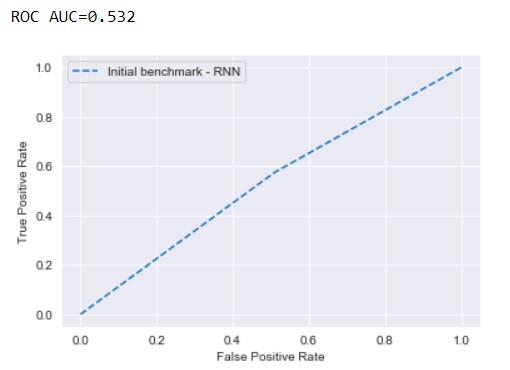 ROC AUC=0.532
Initial benchmark - RNN
1.0
0.8
0.6
0.4
0.2
0.0
True Positive Rate
0.0 0.2 0.4 0.6 0.8 1.0
False Positive Rate